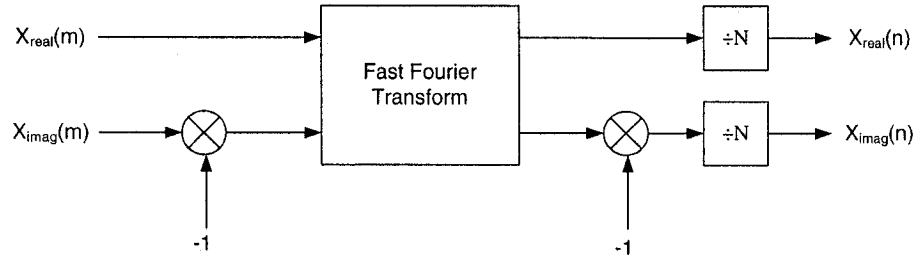 X_real(m)
Fast Fourier
Transform
÷N
X_real(n)
X_imag(m)
÷N
X_imag(n)
-1
-1